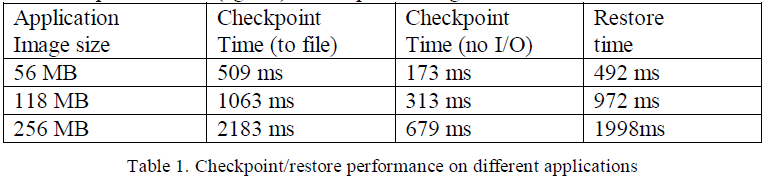 Application Image size Checkpoint Time (to file) Checkpoint Time (no I/O) Restore time
56 MB 509 ms 173 ms 492 ms
118 MB 1063 ms 313 ms 972 ms
256 MB 2183 ms 679 ms 1998ms
Table 1. Checkpoint/restore performance on different applications